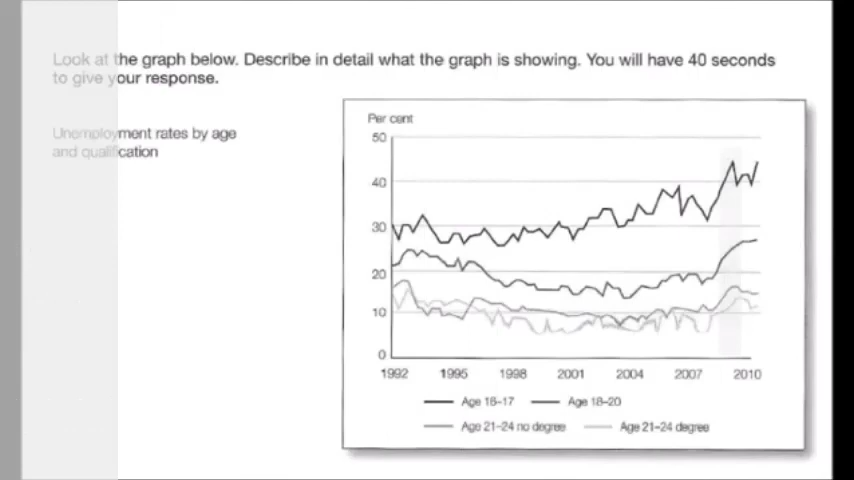 Look at the graph below. Describe in detail what the graph is showing. You will have 40 seconds
to give your response.
Unemployment rates by age
and qualification
Per cent
50
40
30
20
10
0
1992 1995 1998 2001 2004 2007 2010
Age 16–17 Age 18–20
Age 21–24 no degree Age 21–24 degree